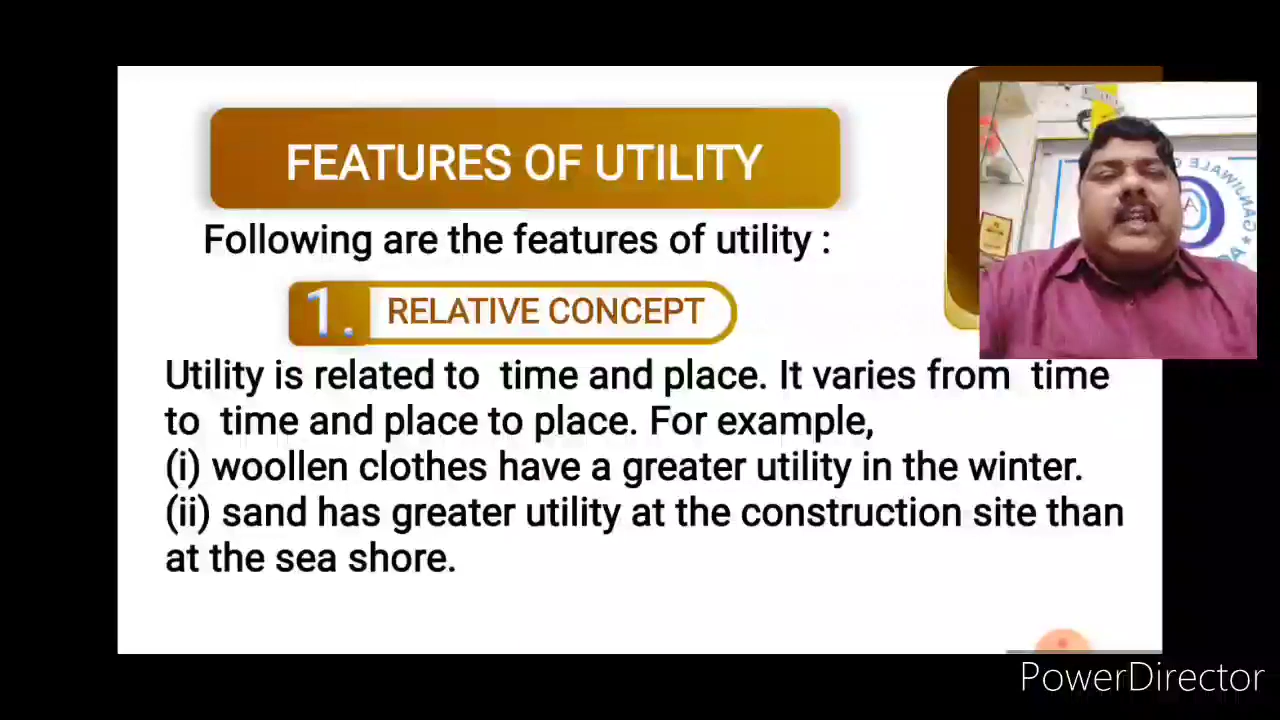 FEATURES OF UTILITY
Following are the features of utility :
1. RELATIVE CONCEPT
Utility is related to time and place. It varies from time
to time and place to place. For example,
(i) woollen clothes have a greater utility in the winter.
(ii) sand has greater utility at the construction site than
at the sea shore.
PowerDirector